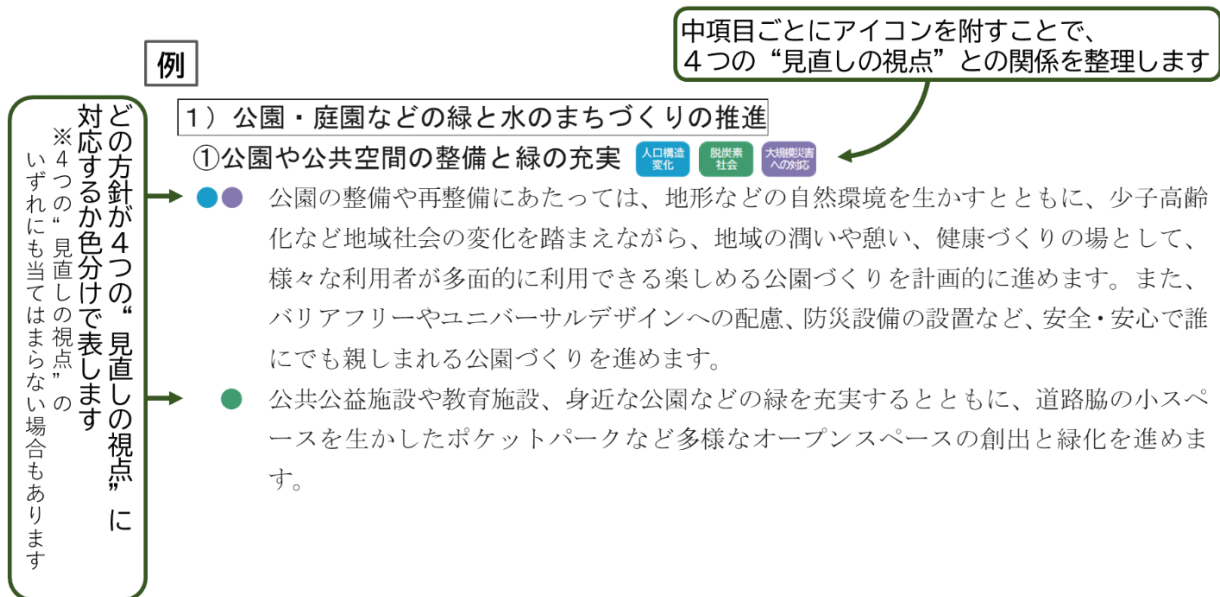 中項目ごとにアイコンを附すことで、
４つの“見直しの視点”との関係を整理します
例
どの方針が４つの“見直しの視点”に
対応するか色分けで表します
※４つの“見直しの視点”の
いずれにも当てはまらない場合もあります
１）公園・庭園などの緑と水のまちづくりの推進
①公園や公共空間の整備と緑の充実
人口構造
変化
脱炭素
社会
大規模災害
への対応
公園の整備や再整備にあたっては、地形などの自然環境を生かすとともに、少子高齢
化など地域社会の変化を踏まえながら、地域の潤いや憩い、健康づくりの場として、
様々な利用者が多面的に利用できる楽しめる公園づくりを計画的に進めます。また、
バリアフリーやユニバーサルデザインへの配慮、防災設備の設置など、安全・安心で誰
にでも親しまれる公園づくりを進めます。
公共公益施設や教育施設、身近な公園などの緑を充実するとともに、道路脇の小スペ
ースを生かしたポケットパークなど多様なオープンスペースの創出と緑化を進めま
す。